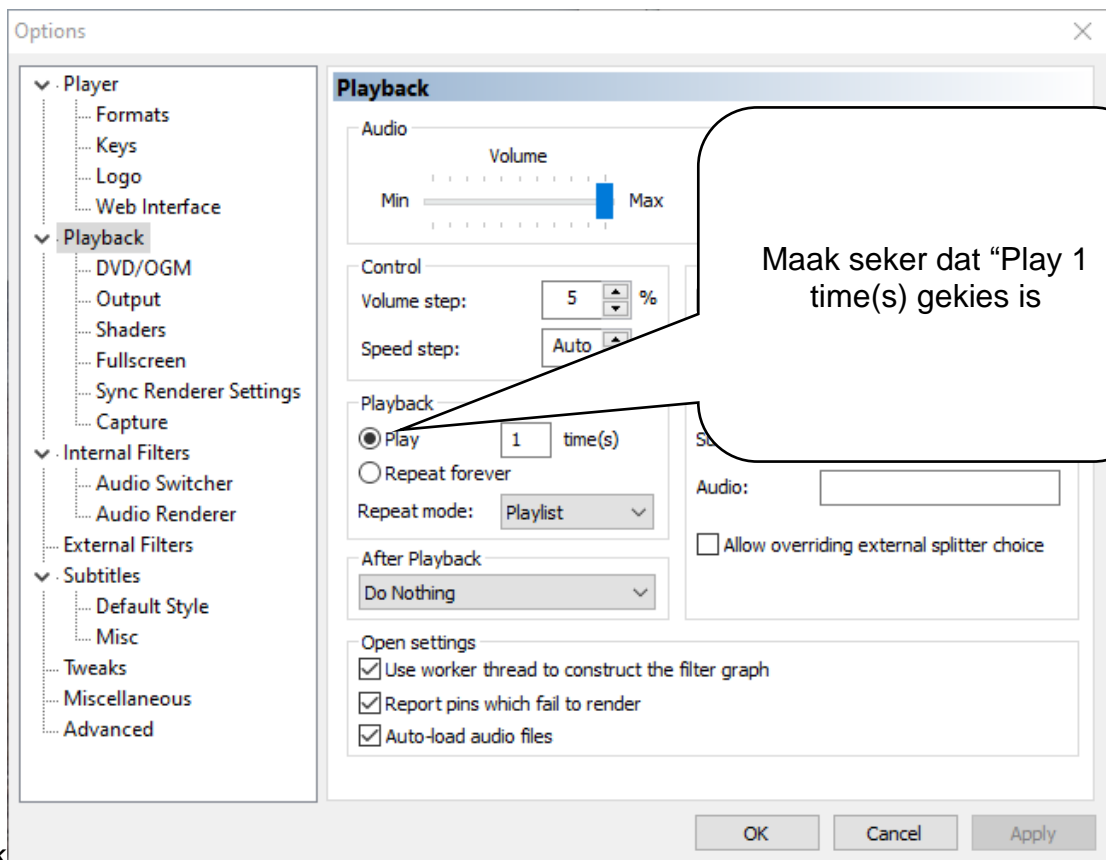 Options
Player
Formats
Keys
Logo
Web Interface
Playback
DVD/OGM
Output
Shaders
Fullscreen
Sync Renderer Settings
Capture
Internal Filters
Audio Switcher
Audio Renderer
External Filters
Subtitles
Default Style
Misc
Tweaks
Miscellaneous
Advanced
Playback
Audio
Volume
Min Max
Control
Volume step: 5 %
Speed step: Auto
Playback
Play 1 time(s)
Repeat forever
Repeat mode: Playlist
After Playback
Do Nothing
Maak seker dat “Play 1
time(s) gekies is
Audio:
Allow overriding external splitter choice
Open settings
Use worker thread to construct the filter graph
Report pins which fail to render
Auto-load audio files
OK Cancel Apply